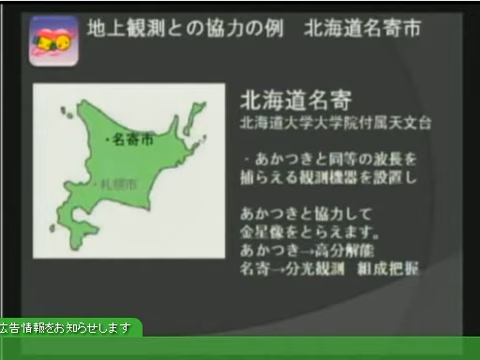 地上観測との協力の例　北海道名寄市
北海道名寄
北海道大学大学院付属天文台
・名寄市
・札幌市
・あかつきと同等の波長を
捕らえる観測機器を設置し
あかつきと協力して
金星像をとらえます。
あかつき→高分解能
名寄→分光観測　組成把握
広告情報をお知らせします